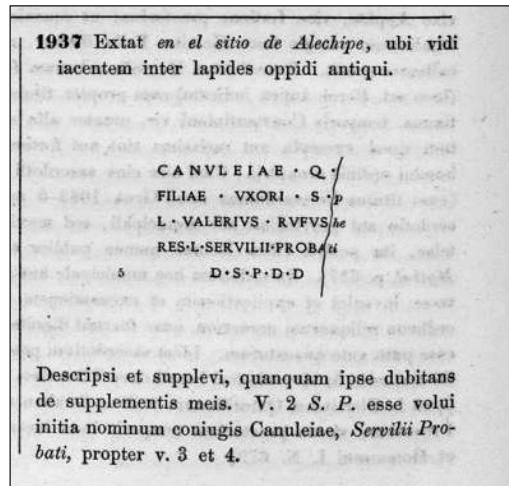 1937 Extat en el sitio de Alechipe, ubi vidi
iacentem inter lapides oppidi antiqui.
CANVLEIAE · Q
FILIAE · VXORI · S · p
L · VALERIVS · RVFVS he
RES · L · SERVILII · PROBAti
5 D · S · P · D · D
Descripsi et supplevi, quanquam ipse dubitans
de supplementis meis. V. 2 S. P. esse volui
initia nominum coniugis Canuleiae, Servilii Pro-
bati, propter v. 3 et 4.